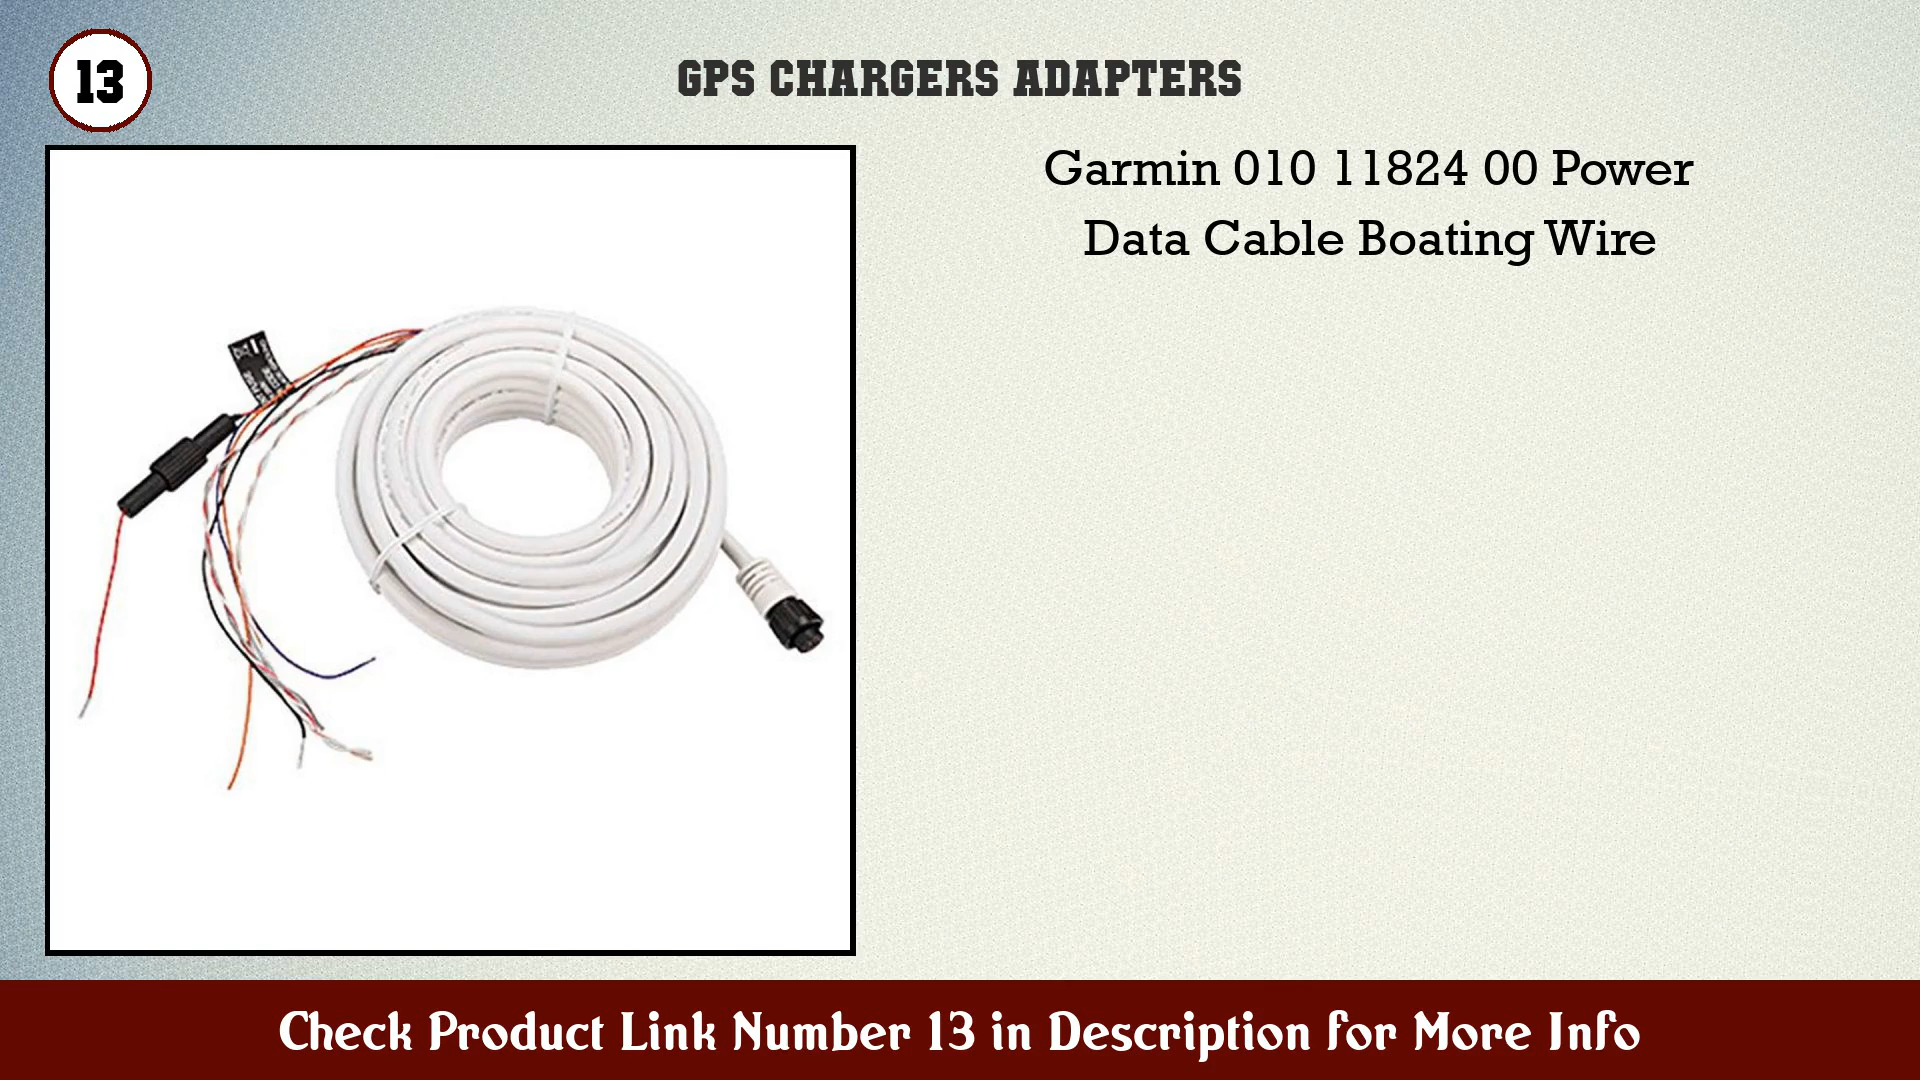 13
GPS CHARGERS ADAPTERS
Garmin 010 11824 00 Power
Data Cable Boating Wire
Check Product Link Number 13 in Description for More Info